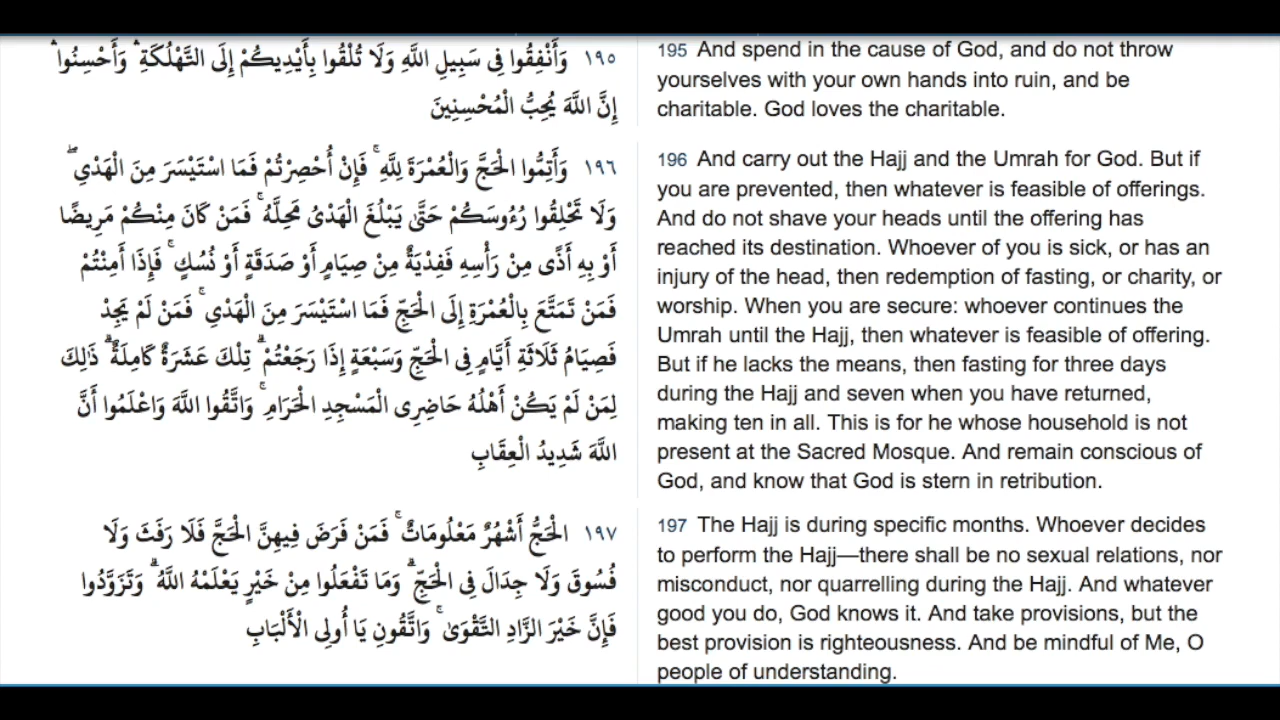 ١٩٥ وَأَنْفِقُوا فِي سَبِيلِ اللَّهِ وَلَا تُلْقُوا بِأَيْدِيكُمْ إِلَى التَّهْلُكَةِ ۛ وَأَحْسِنُوا ۛ
إِنَّ اللَّهَ يُحِبُّ الْمُحْسِنِينَ
195 And spend in the cause of God, and do not throw
yourselves with your own hands into ruin, and be
charitable. God loves the charitable.
١٩٦ وَأَتِمُّوا الْحَجَّ وَالْعُمْرَةَ لِلَّهِ ۚ فَإِنْ أُحْصِرْتُمْ فَمَا اسْتَيْسَرَ مِنَ الْهَدْيِ ۖ
وَلَا تَحْلِقُوا رُءُوسَكُمْ حَتَّىٰ يَبْلُغَ الْهَدْيُ مَحِلَّهُ ۚ فَمَنْ كَانَ مِنْكُمْ مَرِيضًا
أَوْ بِهِ أَذًى مِنْ رَأْسِهِ فَفِدْيَةٌ مِنْ صِيَامٍ أَوْ صَدَقَةٍ أَوْ نُسُكٍ ۚ فَإِذَا أَمِنْتُمْ
فَمَنْ تَمَتَّعَ بِالْعُمْرَةِ إِلَى الْحَجِّ فَمَا اسْتَيْسَرَ مِنَ الْهَدْيِ ۚ فَمَنْ لَمْ يَجِدْ
فَصِيَامُ ثَلَاثَةِ أَيَّامٍ فِي الْحَجِّ وَسَبْعَةٍ إِذَا رَجَعْتُمْ ۗ تِلْكَ عَشَرَةٌ كَامِلَةٌ ۗ ذَٰلِكَ
لِمَنْ لَمْ يَكُنْ أَهْلُهُ حَاضِرِي الْمَسْجِدِ الْحَرَامِ ۚ وَاتَّقُوا اللَّهَ وَاعْلَمُوا أَنَّ
اللَّهَ شَدِيدُ الْعِقَابِ
196 And carry out the Hajj and the Umrah for God. But if
you are prevented, then whatever is feasible of offerings.
And do not shave your heads until the offering has
reached its destination. Whoever of you is sick, or has an
injury of the head, then redemption of fasting, or charity, or
worship. When you are secure: whoever continues the
Umrah until the Hajj, then whatever is feasible of offering.
But if he lacks the means, then fasting for three days
during the Hajj and seven when you have returned,
making ten in all. This is for he whose household is not
present at the Sacred Mosque. And remain conscious of
God, and know that God is stern in retribution.
١٩٧ الْحَجُّ أَشْهُرٌ مَعْلُومَاتٌ ۚ فَمَنْ فَرَضَ فِيهِنَّ الْحَجَّ فَلَا رَفَثَ وَلَا
فُسُوقَ وَلَا جِدَالَ فِي الْحَجِّ ۗ وَمَا تَفْعَلُوا مِنْ خَيْرٍ يَعْلَمْهُ اللَّهُ ۗ وَتَزَوَّدُوا
فَإِنَّ خَيْرَ الزَّادِ التَّقْوَىٰ ۚ وَاتَّقُونِ يَا أُولِي الْأَلْبَابِ
197 The Hajj is during specific months. Whoever decides
to perform the Hajj—there shall be no sexual relations, nor
misconduct, nor quarrelling during the Hajj. And whatever
good you do, God knows it. And take provisions, but the
best provision is righteousness. And be mindful of Me, O
people of understanding.